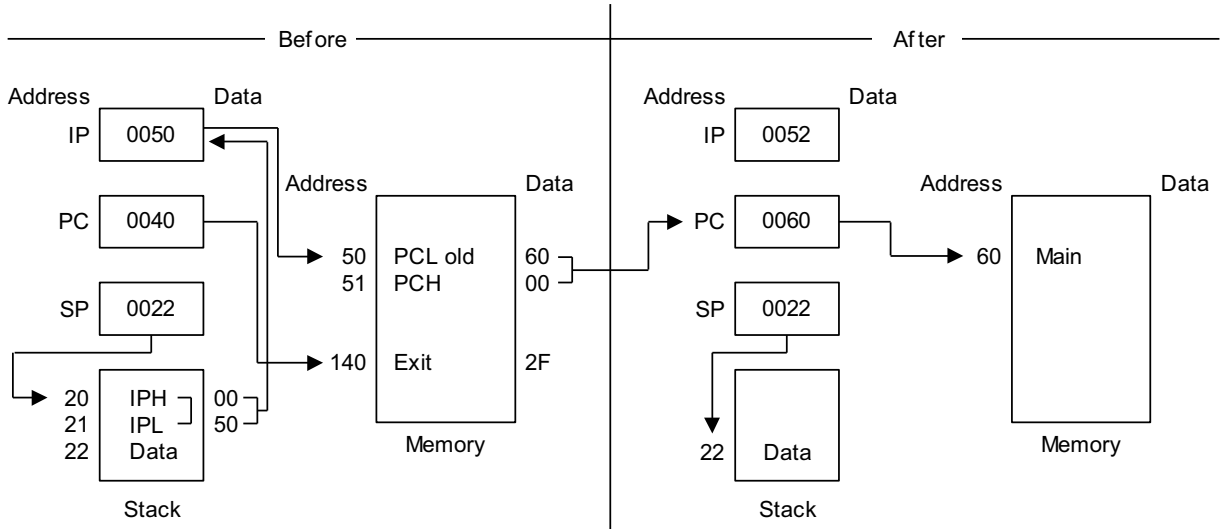 Before
Address Data
IP 0050
Address Data
PC 0040
50 PCL old 60
51 PCH 00
SP 0022
140 Exit 2F
20 IPH 00
21 IPL 50
22 Data
Memory
Stack
After
Address Data
IP 0052
Address Data
PC 0060
60 Main
SP 0022
22 Data
Memory
Stack